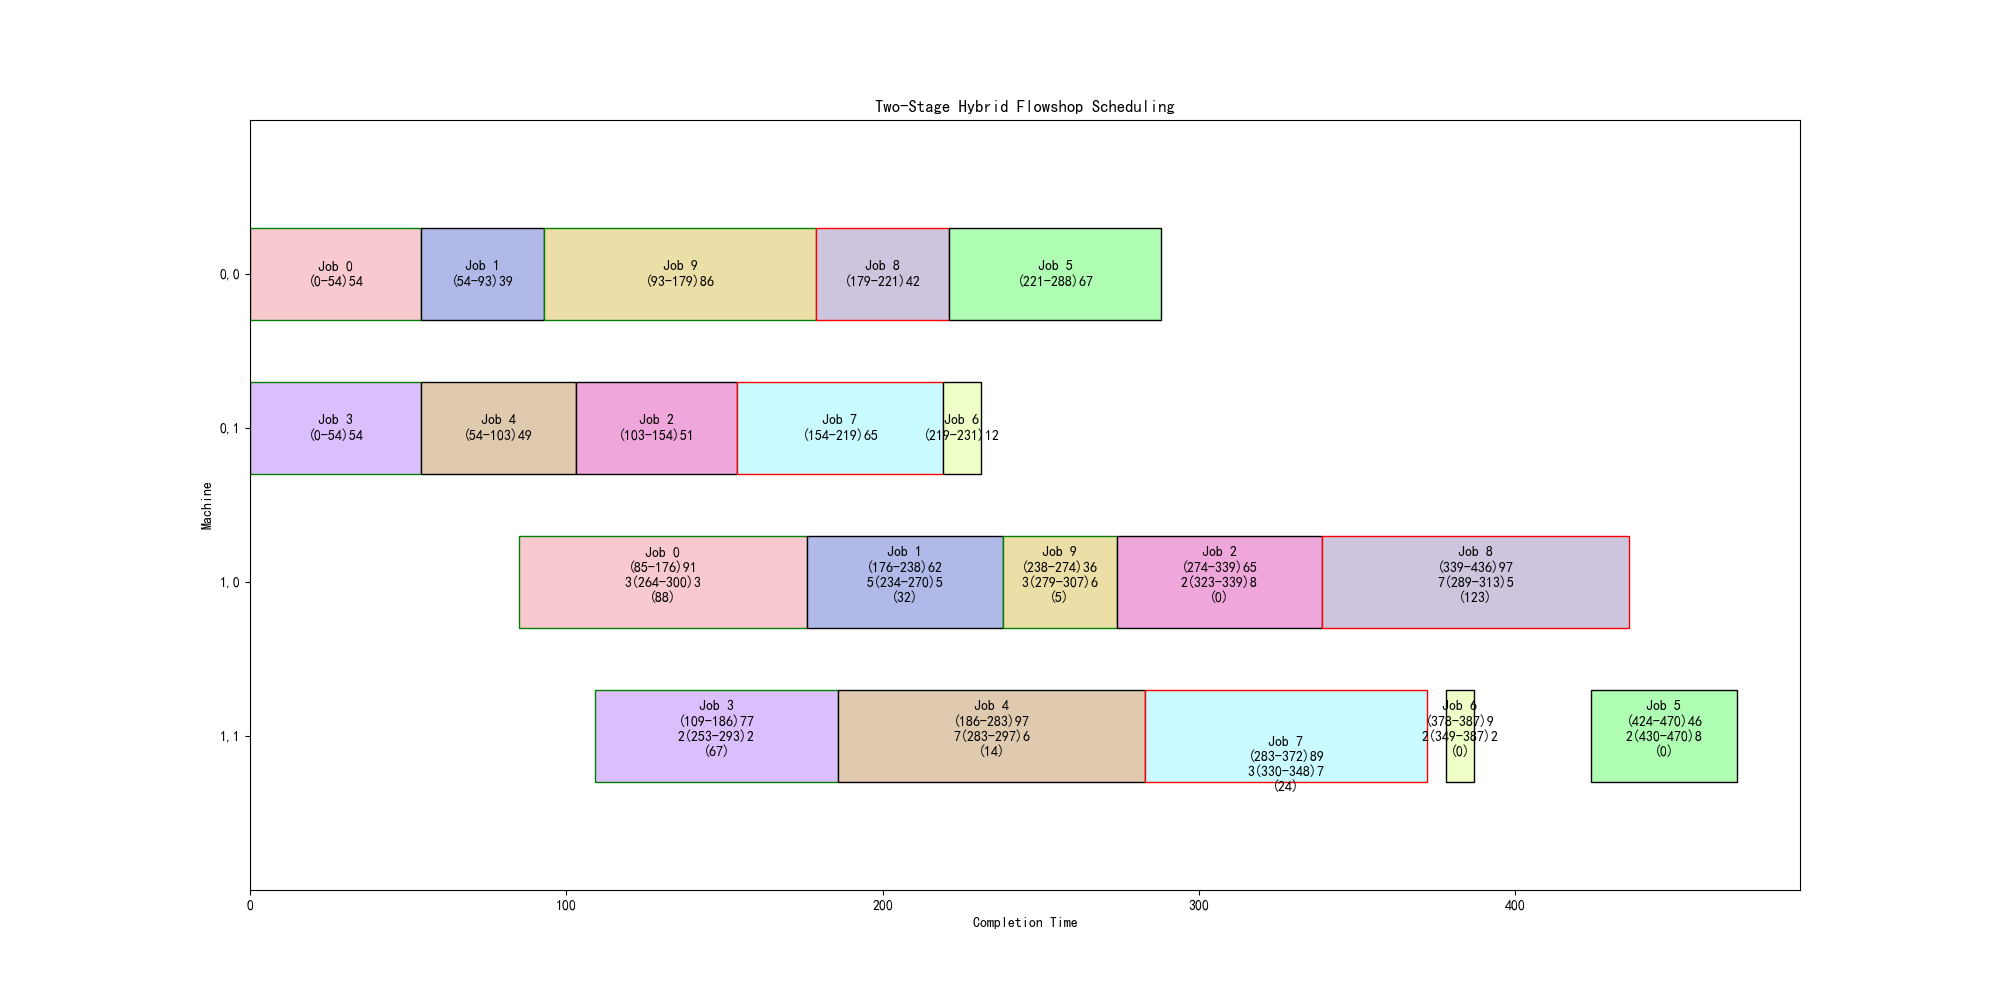 Two-Stage Hybrid Flowshop Scheduling
0,0
Job 0
(0-54)54
Job 1
(54-93)39
Job 9
(93-179)86
Job 8
(179-221)42
Job 5
(221-288)67
0,1
Job 3
(0-54)54
Job 4
(54-103)49
Job 2
(103-154)51
Job 7
(154-219)65
Job 6
(219-231)12
Machine
1,0
Job 0
(85-176)91
3(264-300)3
(88)
Job 1
(176-238)62
5(234-270)5
(32)
Job 9
(238-274)36
3(279-307)6
(5)
Job 2
(274-339)65
2(323-339)8
(0)
Job 8
(339-436)97
7(289-313)5
(123)
1,1
Job 3
(109-186)77
2(253-293)2
(67)
Job 4
(186-283)97
7(283-297)6
(14)
Job 7
(283-372)89
3(330-348)7
(24)
Job 6
(378-387)9
2(349-387)2
(0)
Job 5
(424-470)46
2(430-470)8
(0)
0
100
200
300
400
Completion Time